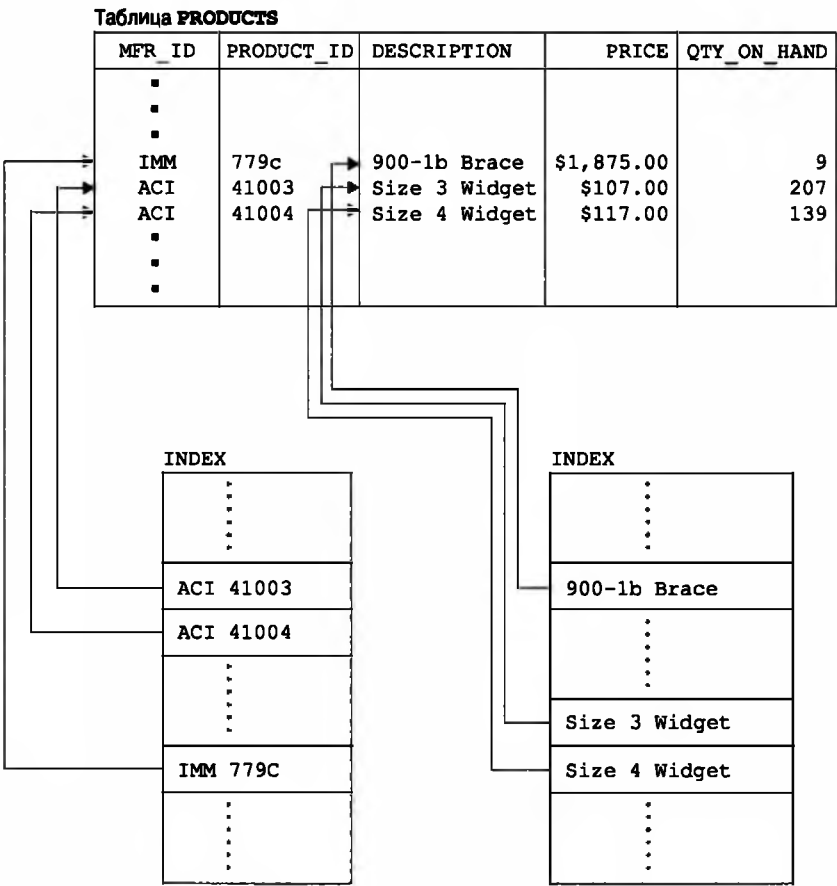 Таблица PRODUCTS
MFR_ID PRODUCT_ID DESCRIPTION PRICE QTY_ON_HAND
IMM 779c 900-1b Brace $1,875.00 9
ACI 41003 Size 3 Widget $107.00 207
ACI 41004 Size 4 Widget $117.00 139
INDEX
ACI 41003
ACI 41004
IMM 779C
INDEX
900-1b Brace
Size 3 Widget
Size 4 Widget